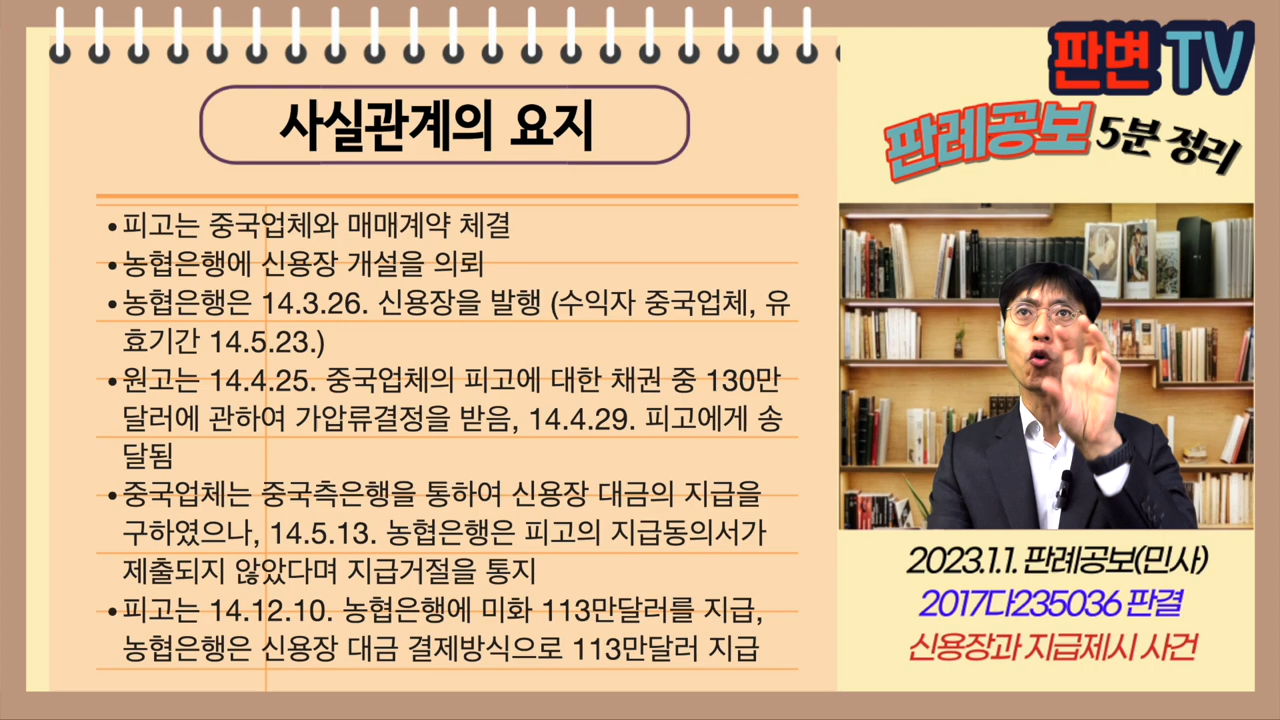 사실관계의 요지
•피고는 중국업체와 매매계약 체결
•농협은행에 신용장 개설을 의뢰
•농협은행은 14.3.26. 신용장을 발행 (수익자 중국업체, 유
효기간 14.5.23.)
•원고는 14.4.25. 중국업체의 피고에 대한 채권 중 130만
달러에 관하여 가압류결정을 받음, 14.4.29. 피고에게 송
달됨
•중국업체는 중국측은행을 통하여 신용장 대금의 지급을
구하였으나, 14.5.13. 농협은행은 피고의 지급동의서가
제출되지 않았다며 지급거절을 통지
•피고는 14.12.10. 농협은행에 미화 113만달러를 지급,
농협은행은 신용장 대금 결제방식으로 113만달러 지급
판변 TV
판례공보 5분 정리
2023.1.1. 판례공보(민사)
2017다235036 판결
신용장과 지급제시 사건